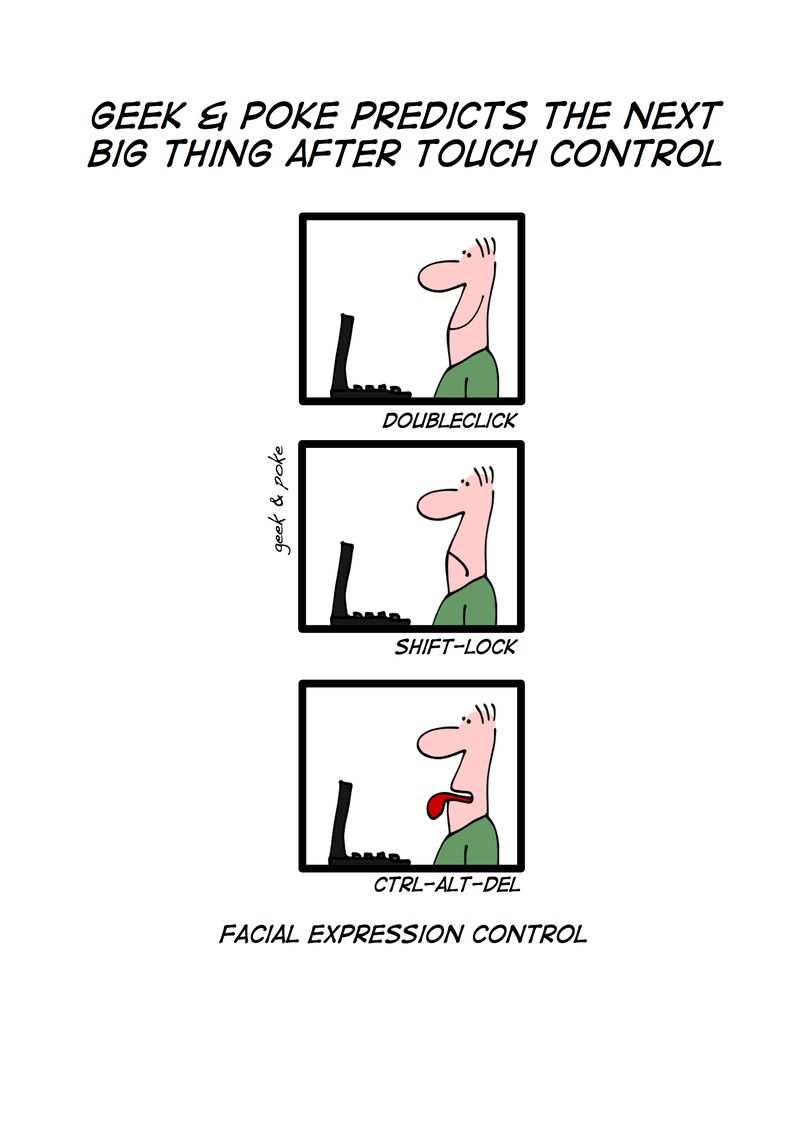 GEEK & POKE PREDICTS THE NEXT
BIG THING AFTER TOUCH CONTROL
DOUBLECLICK
geek & poke
SHIFT-LOCK
CTRL-ALT-DEL
FACIAL EXPRESSION CONTROL